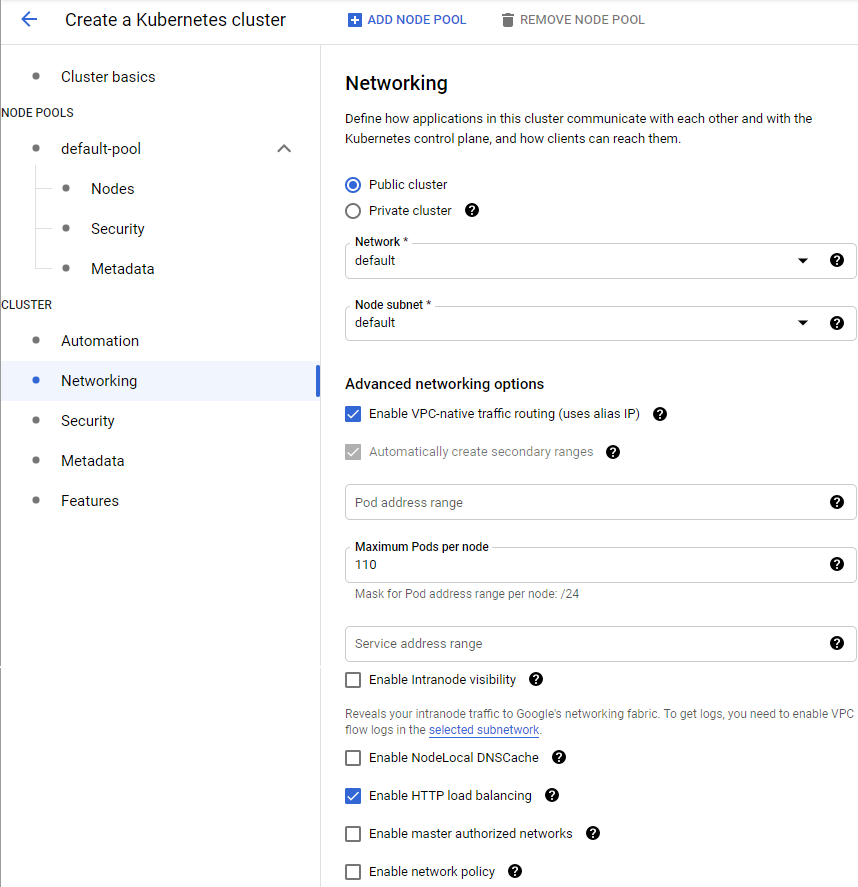 Create a Kubernetes cluster
ADD NODE POOL
REMOVE NODE POOL
Cluster basics
NODE POOLS
default-pool
Nodes
Security
Metadata
CLUSTER
Automation
Networking
Security
Metadata
Features
Networking
Define how applications in this cluster communicate with each other and with the
Kubernetes control plane, and how clients can reach them.
Public cluster
Private cluster
Network *
default
Node subnet *
default
Advanced networking options
Enable VPC-native traffic routing (uses alias IP)
Automatically create secondary ranges
Pod address range
Maximum Pods per node
110
Mask for Pod address range per node: /24
Service address range
Enable Intranode visibility
Reveals your intranode traffic to Google's networking fabric. To get logs, you need to enable VPC
flow logs in the selected subnetwork.
Enable NodeLocal DNSCache
Enable HTTP load balancing
Enable master authorized networks
Enable network policy